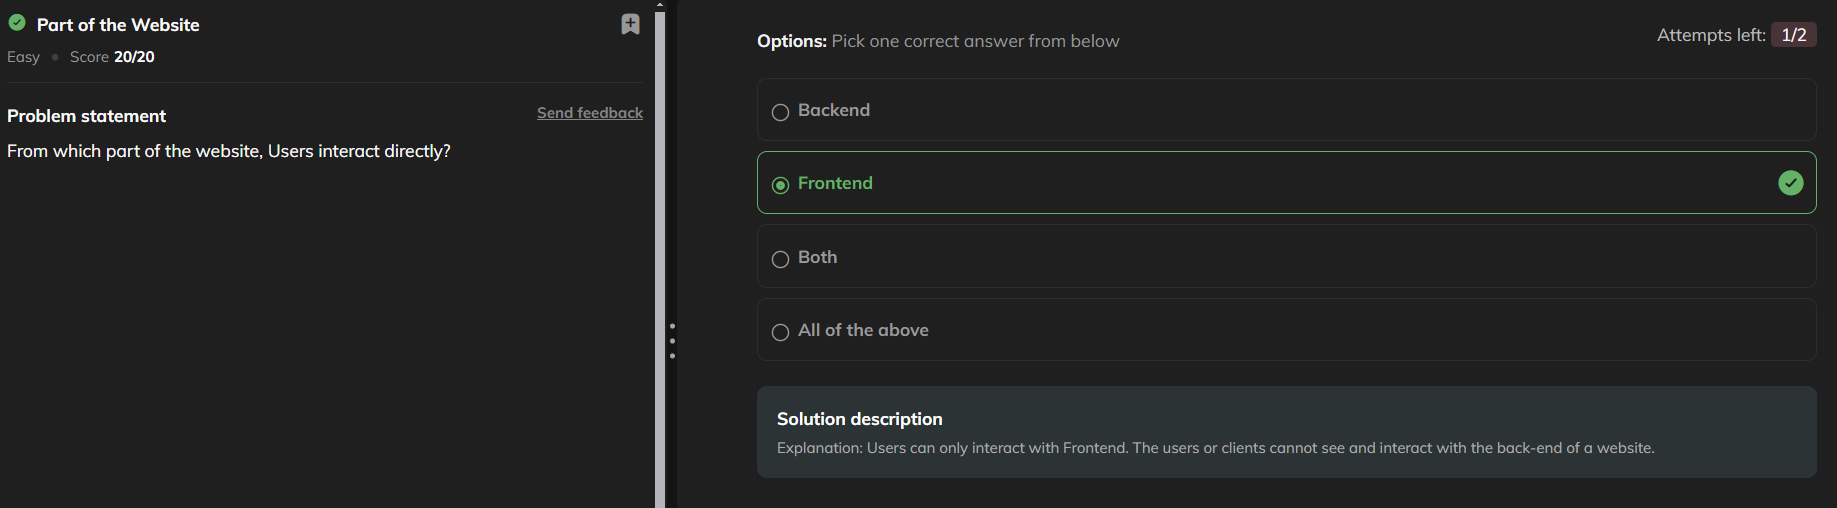 Part of the Website
Easy Score 20/20
Problem statement
Send feedback
From which part of the website, Users interact directly?
Options: Pick one correct answer from below
Attempts left: 1/2
Backend
Frontend
Both
All of the above
Solution description
Explanation: Users can only interact with Frontend. The users or clients cannot see and interact with the back-end of a website.